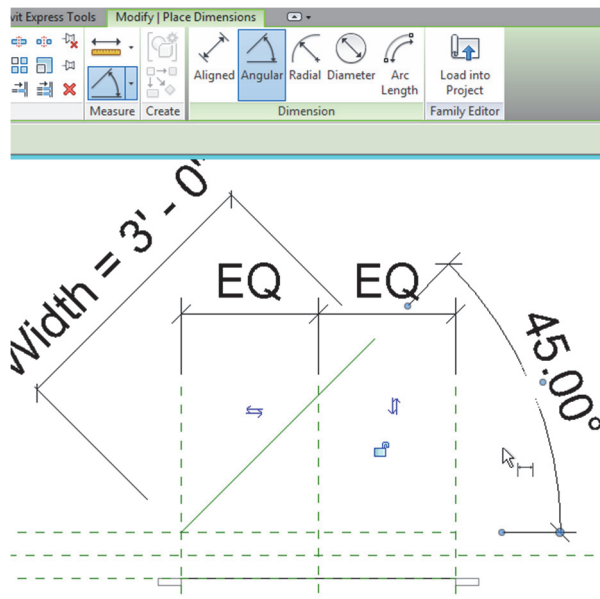 vit Express Tools Modify | Place Dimensions
Aligned Angular Radial Diameter Arc Length Load into Project
Measure Create Dimension Family Editor
Width = 3' - 0"
EQ EQ
45.00°